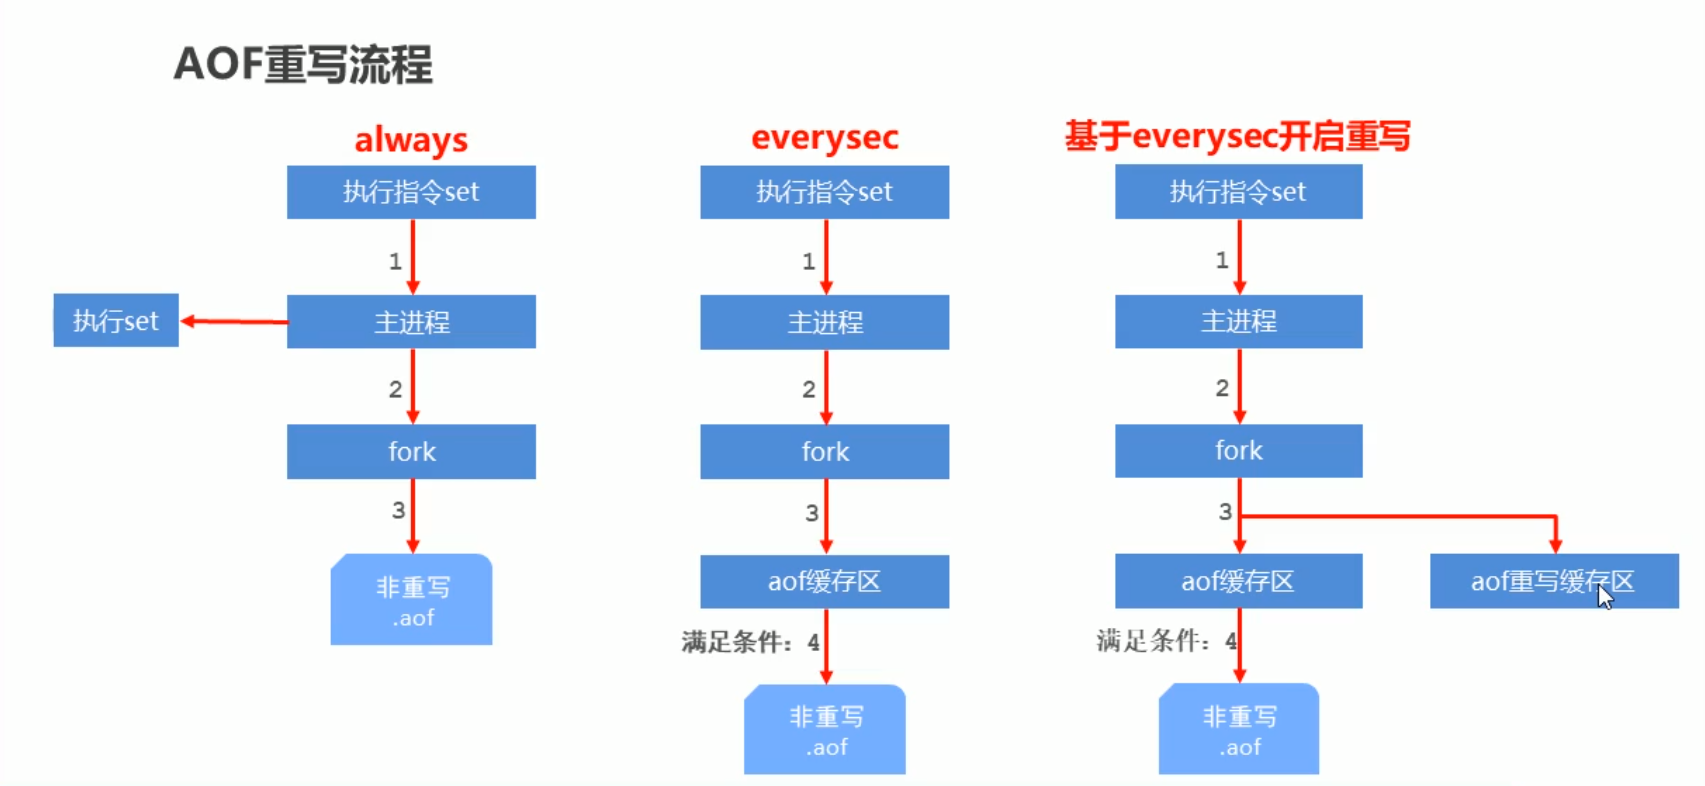 AOF重写流程
always
执行指令set
1
执行set
主进程
2
fork
3
非重写
.aof
everysec
执行指令set
1
主进程
2
fork
3
aof缓存区
满足条件：4
非重写
.aof
基于everysec开启重写
执行指令set
1
主进程
2
fork
3
aof缓存区
aof重写缓存区
满足条件：4
非重写
.aof